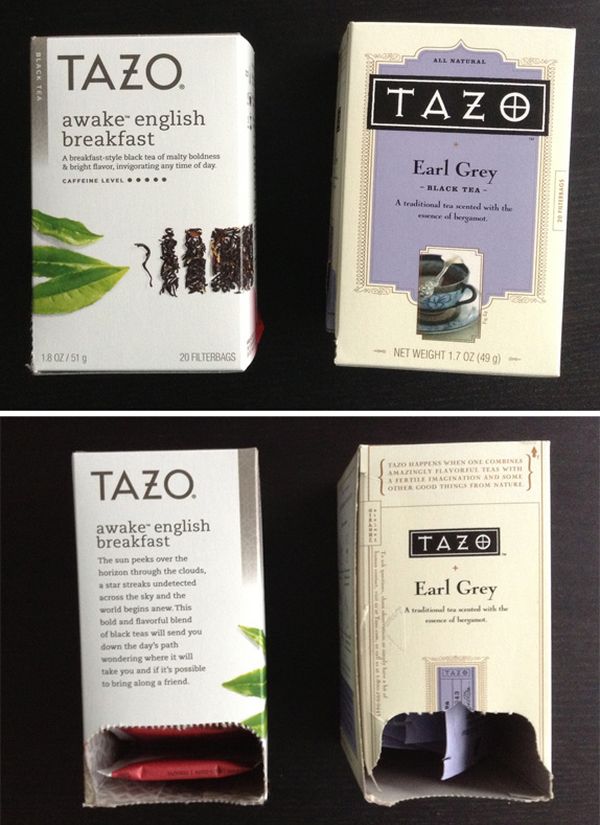 BLACK TEA
TAZO®
awake™ english
breakfast
A breakfast-style black tea of malty boldness
& bright flavor, invigorating any time of day.
CAFFEINE LEVEL ● ● ● ● ●
1.8 OZ / 51 g
20 FILTERBAGS
ALL NATURAL
TAZO
Earl Grey
- BLACK TEA -
A traditional tea scented with the
essence of bergamot.
20 FILTERBAGS
NET WEIGHT 1.7 OZ (49 g)
TAZO®
awake™ english
breakfast
The sun peeks over the
horizon through the clouds,
a star streaks undetected
across the sky and the
world begins anew. This
bold and flavorful blend
of black teas will send you
down the day's path
wondering where it will
take you and if it's possible
to bring along a friend.
TAZO HAPPENS WHEN ONE COMBINES
AMAZINGLY FLAVORFUL TEAS WITH
A FERTILE IMAGINATION AND SOME
OTHER GOOD THINGS FROM NATURE.
TAZO
Earl Grey
A traditional tea scented with the
essence of bergamot.
TAZO